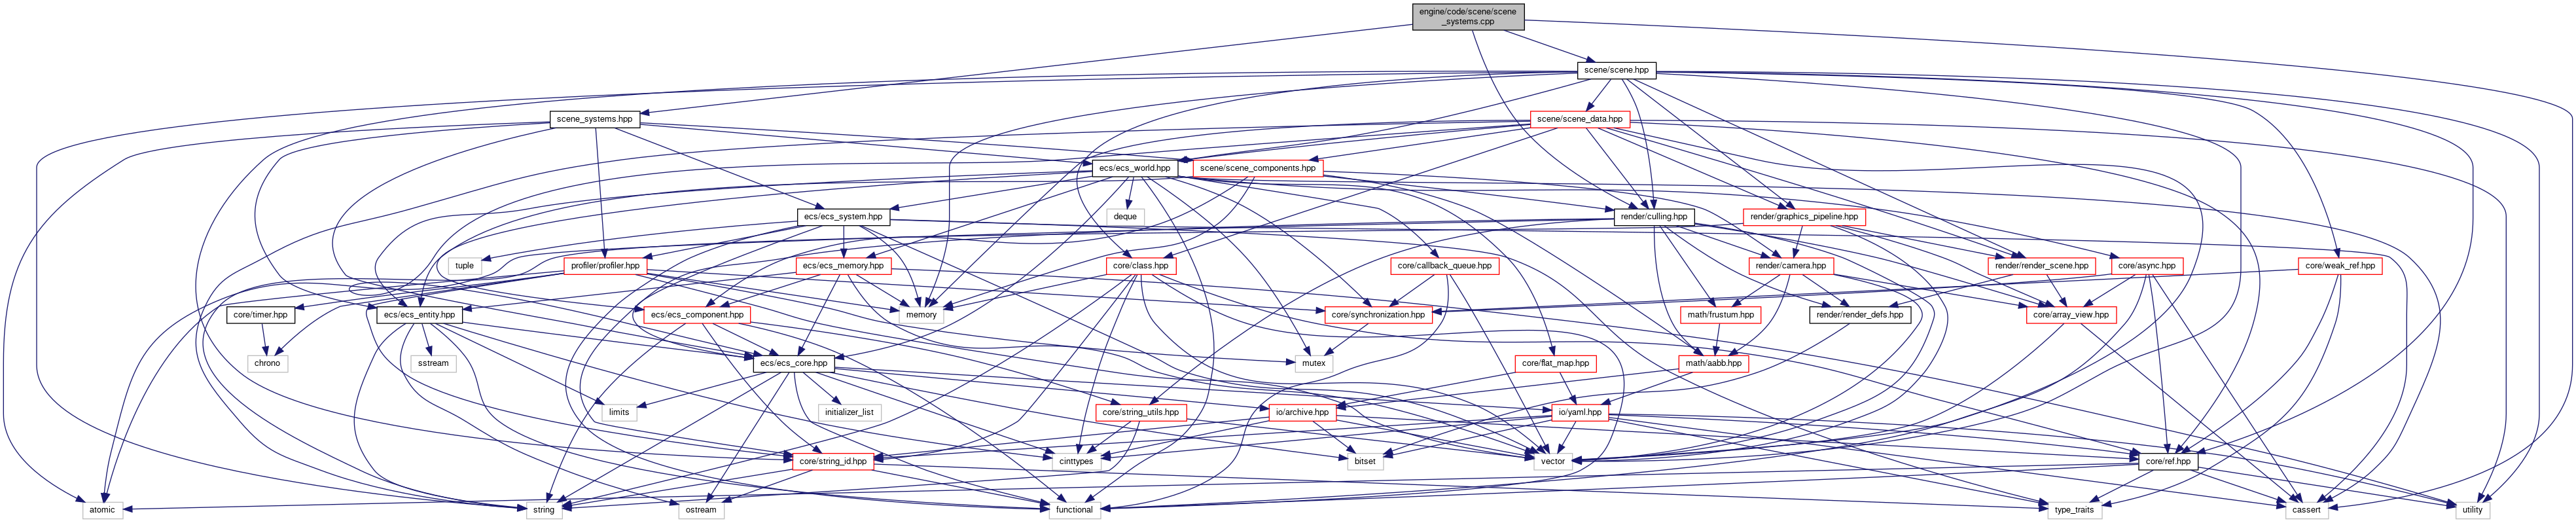 engine/code/scene/scene
_systems.cpp
scene/scene.hpp
scene_systems.hpp
scene/scene_data.hpp
ecs/ecs_world.hpp
scene/scene_components.hpp
ecs/ecs_system.hpp
deque
render/culling.hpp
render/graphics_pipeline.hpp
tuple
profiler/profiler.hpp
ecs/ecs_memory.hpp
core/class.hpp
core/callback_queue.hpp
render/camera.hpp
render/render_scene.hpp
core/async.hpp
core/weak_ref.hpp
core/timer.hpp
ecs/ecs_entity.hpp
ecs/ecs_component.hpp
memory
core/synchronization.hpp
math/frustum.hpp
render/render_defs.hpp
core/array_view.hpp
chrono
sstream
ecs/ecs_core.hpp
mutex
core/flat_map.hpp
math/aabb.hpp
limits
initializer_list
core/string_utils.hpp
io/archive.hpp
io/yaml.hpp
core/string_id.hpp
cinttypes
bitset
vector
core/ref.hpp
atomic
string
ostream
functional
type_traits
cassert
utility